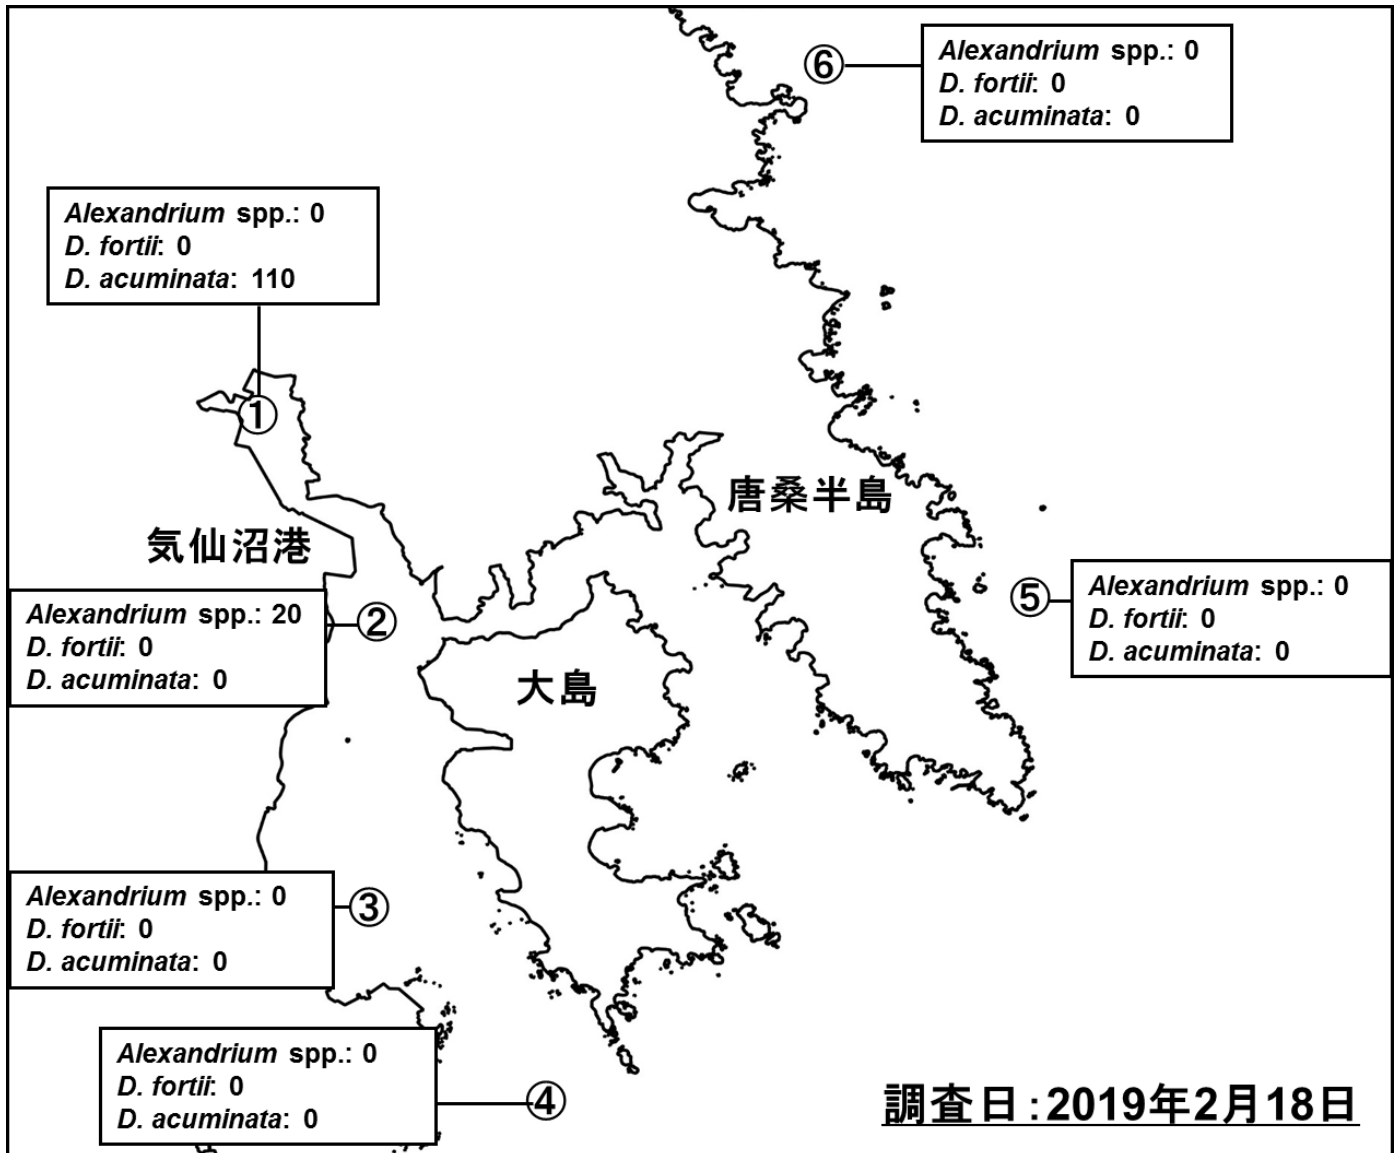 ⑥
Alexandrium spp.: 0
D. fortii: 0
D. acuminata: 0
Alexandrium spp.: 0
D. fortii: 0
D. acuminata: 110
①
唐桑半島
気仙沼港
Alexandrium spp.: 20
D. fortii: 0
D. acuminata: 0
②
⑤
Alexandrium spp.: 0
D. fortii: 0
D. acuminata: 0
大島
Alexandrium spp.: 0
D. fortii: 0
D. acuminata: 0
③
Alexandrium spp.: 0
D. fortii: 0
D. acuminata: 0
④
調査日:2019年2月18日